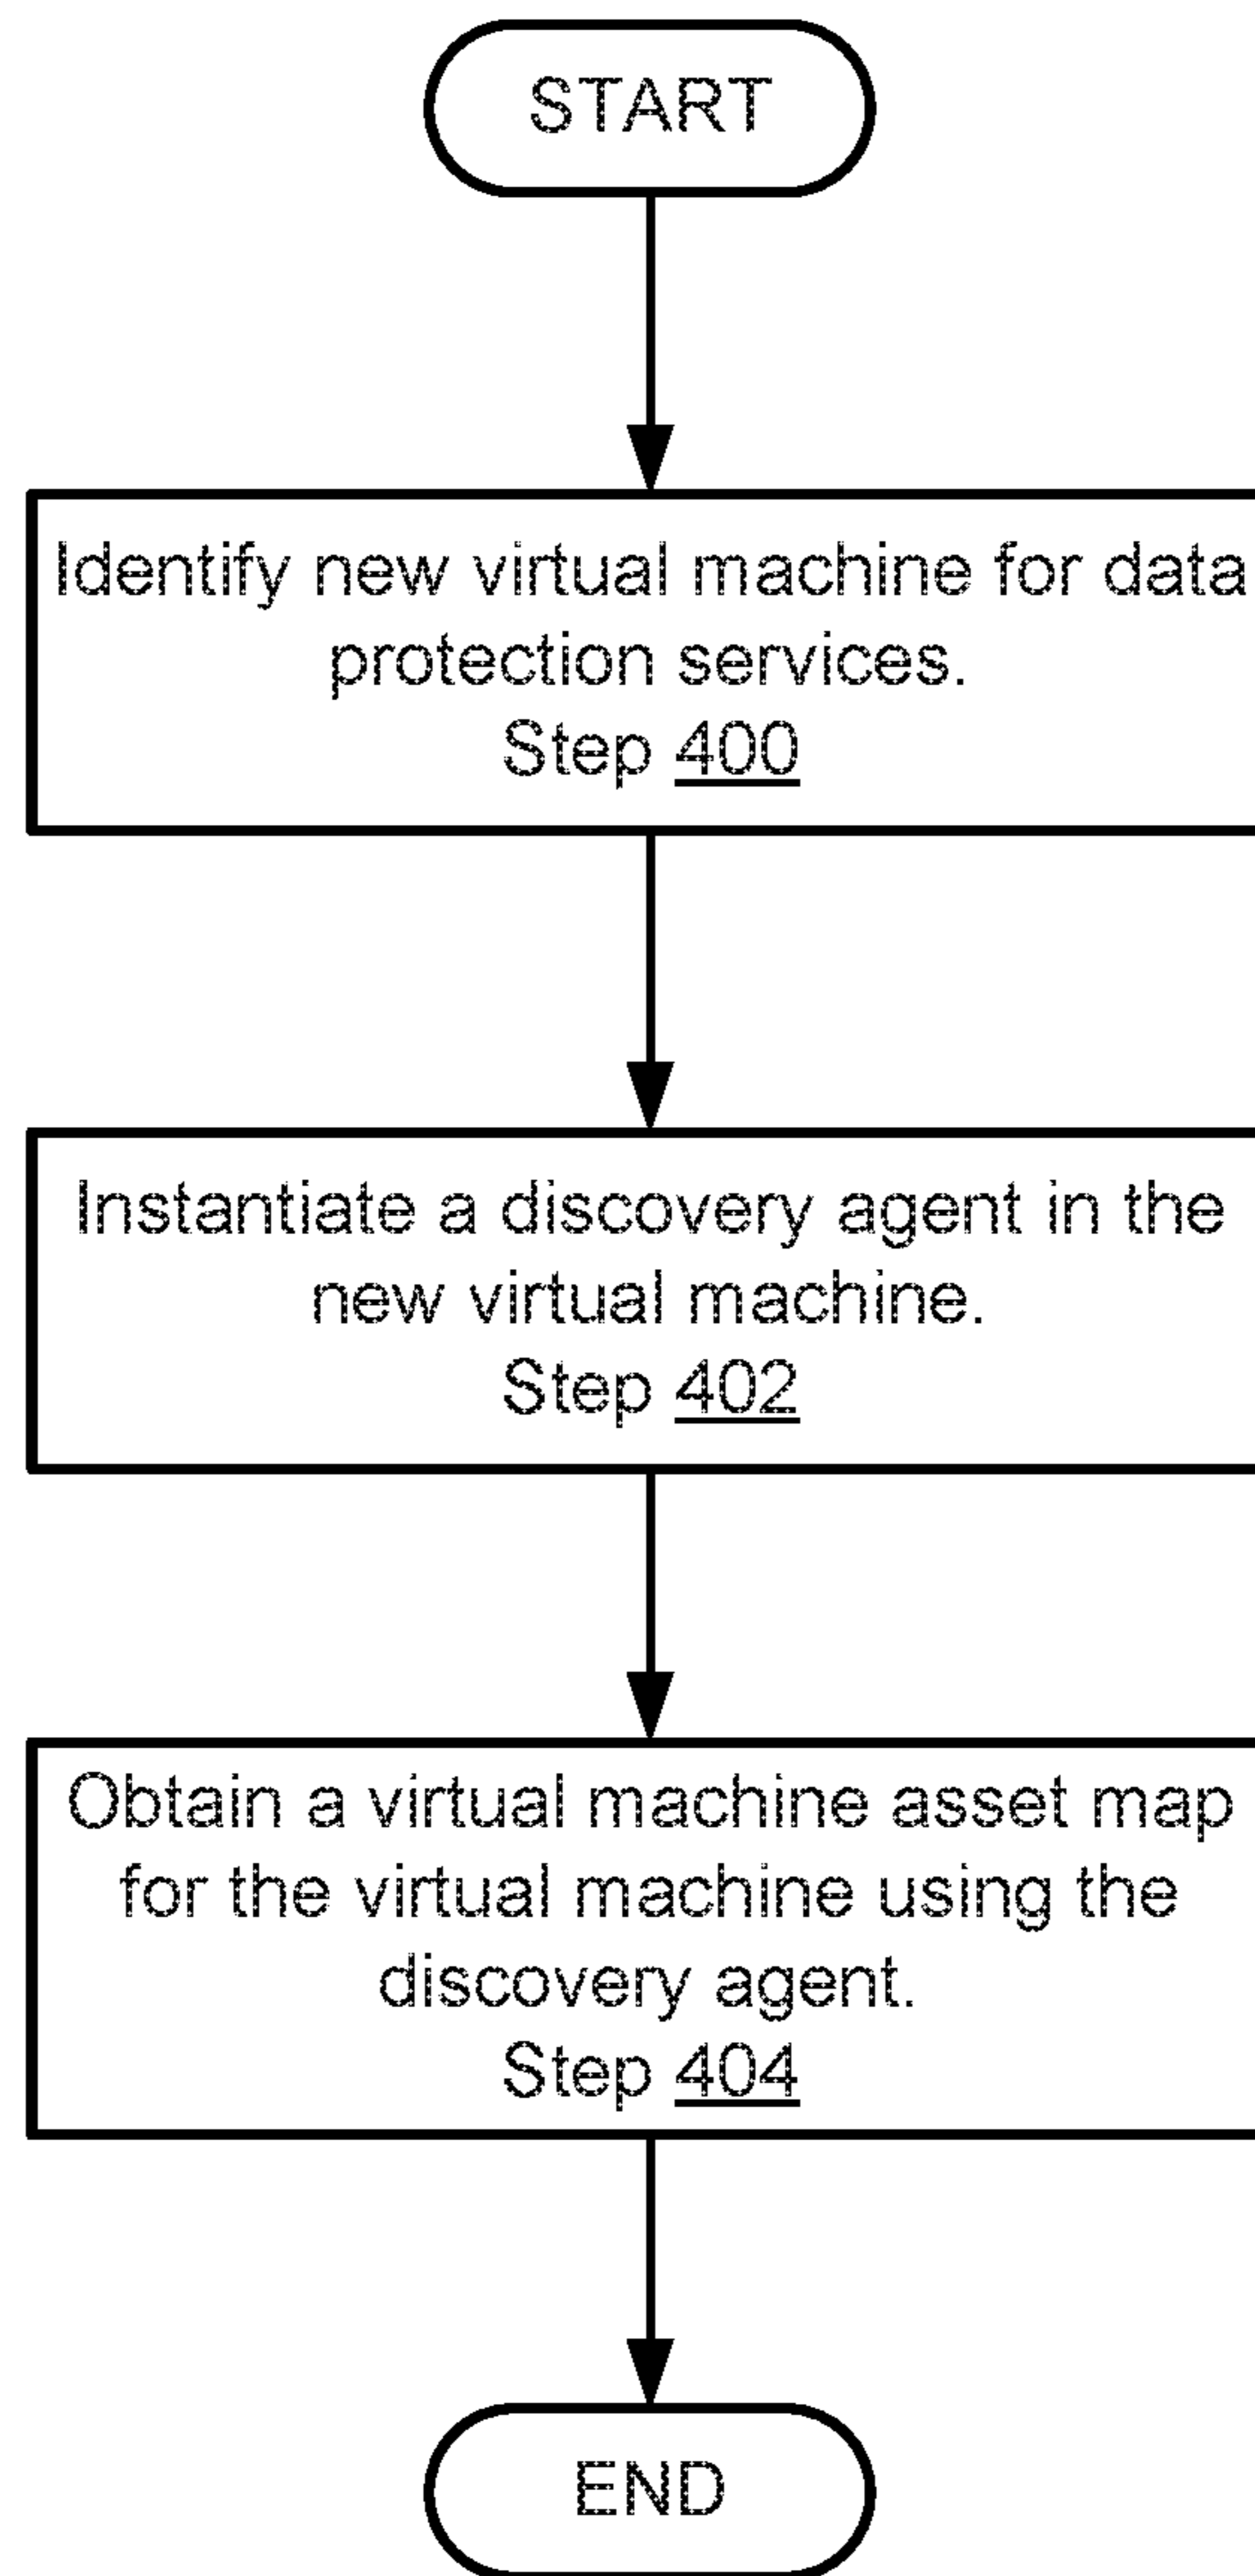 START
Identify new virtual machine for data
protection services.
Step 400
Instantiate a discovery agent in the
new virtual machine.
Step 402
Obtain a virtual machine asset map
for the virtual machine using the
discovery agent.
Step 404
END